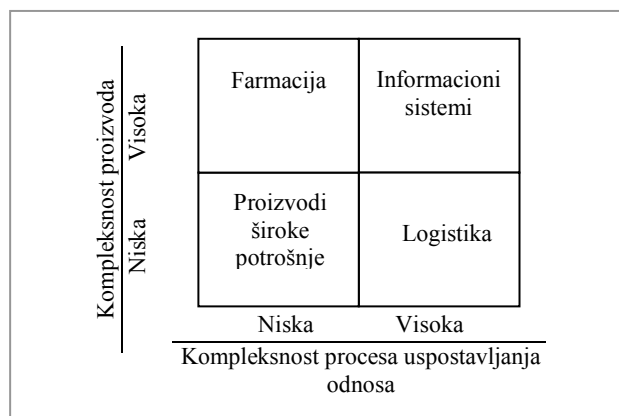 Kompleksnost proizvoda
Visoka
Niska
Farmacija
Informacioni
sistemi
Proizvodi
široke
potrošnje
Logistika
Niska
Visoka
Kompleksnost procesa uspostavljanja
odnosa